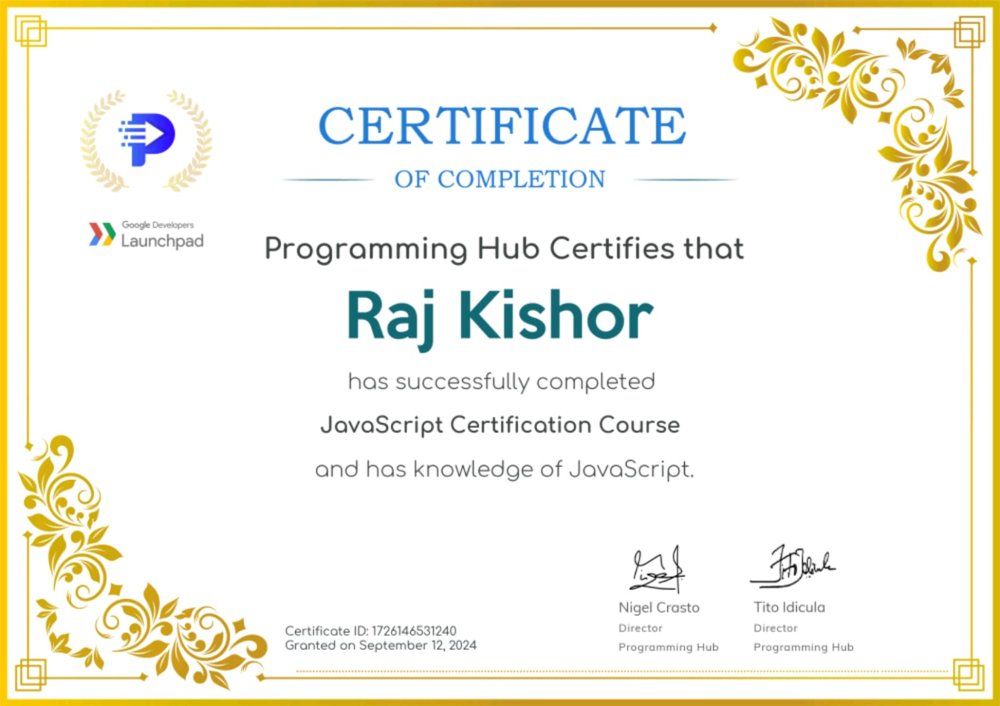 CERTIFICATE
OF COMPLETION
Google Developers
Launchpad
Programming Hub Certifies that
Raj Kishor
has successfully completed
JavaScript Certification Course
and has knowledge of JavaScript.
Nigel Crasto
Director
Programming Hub
Tito Idicula
Director
Programming Hub
Certificate ID: 1726146531240
Granted on September 12, 2024